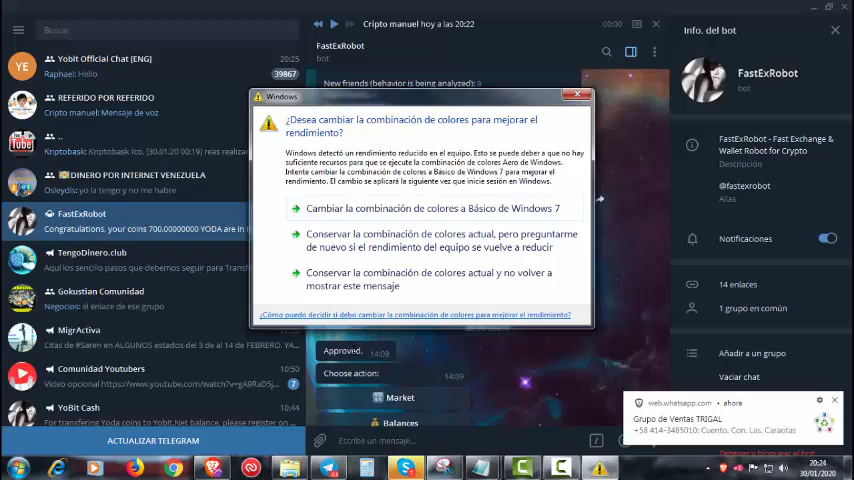 Buscar
Yobit Official Chat [ENG]
20:25
Raphael: Hello
39867
REFERIDO POR REFERIDO
Cripto manuel: Mensaje de voz
..
Kriptobask: Kriptobask Ico, [30.01.20 00:19] reas realizad
DINERO POR INTERNET VENEZUELA
Osleydis: yo la tengo y no me habre
FastExRobot
Congratulations, your coins 700.00000000 YODA are in
TengoDinero.club
Aquí los sencillo pasos que debemos seguir para Transf
Gokustian Comunidad
Negocios: el enlace de ese grupo
MigrActiva
Citas de #Saren en ALGUNOS estados del 3 de al 14 de FEBRERO. YA
Comunidad Youtubers
10:50
Video opcional https://www.youtube.com/watch?v=gA9RaD5j...
7
YoBit Cash
10:44
For transfering Yoda coins to Yobit.Net balance, please register on
ACTUALIZAR TELEGRAM
Cripto manuel hoy a las 20:22
00:00
FastExRobot
bot
New friends (behavior is being analyzed): 0
Windows
¿Desea cambiar la combinación de colores para mejorar el
rendimiento?
Windows detectó un rendimiento reducido en el equipo. Esto se puede deber a que no hay
suficiente recursos para que se ejecute la combinación de colores Aero de Windows.
Intente cambiar la combinación de colores a Básico de Windows 7 para mejorar el
rendimiento. El cambio se aplicará la siguiente vez que inicie sesión en Windows.
Cambiar la combinación de colores a Básico de Windows 7
Conservar la combinación de colores actual, pero preguntarme
de nuevo si el rendimiento del equipo se vuelve a reducir
Conservar la combinación de colores actual y no volver a
mostrar este mensaje
¿Cómo puedo decidir si debo cambiar la combinación de colores para mejorar el rendimiento?
Approved.
14:09
Choose action:
14:09
Market
Balances
Escribe un mensaje...
Info. del bot
FastExRobot
bot
FastExRobot - Fast Exchange &
Wallet Robot for Crypto
Descripción
@fastexrobot
Alias
Notificaciones
14 enlaces
1 grupo en común
Añadir a un grupo
Vaciar chat
web.whatsapp.com • ahora
Grupo de Ventas TRIGAL
+58 414-3485010: Cuento. Con. Las. Caraotas
Detener y bloquear el bot
20:24
30/01/2020